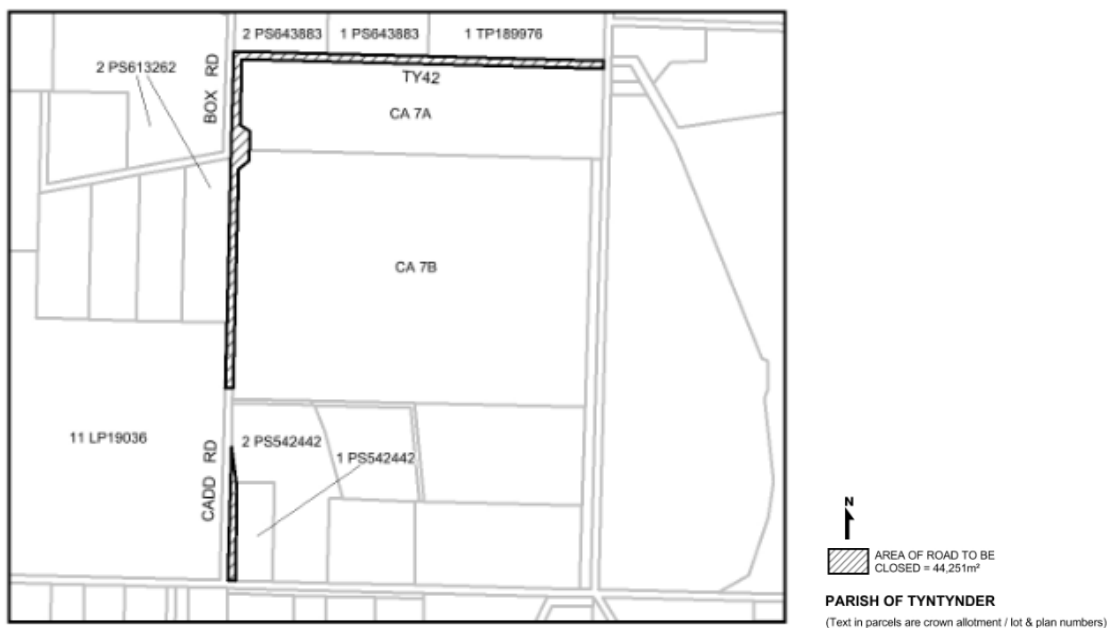 2 PS643883
1 PS643883
1 TP189976
2 PS613262
BOX RD
TY42
CA 7A
CA 7B
11 LP19036
CADD RD
2 PS542442
1 PS542442
N
AREA OF ROAD TO BE
CLOSED = 44,251m²
PARISH OF TYNTYNDER
(Text in parcels are crown allotment / lot & plan numbers)